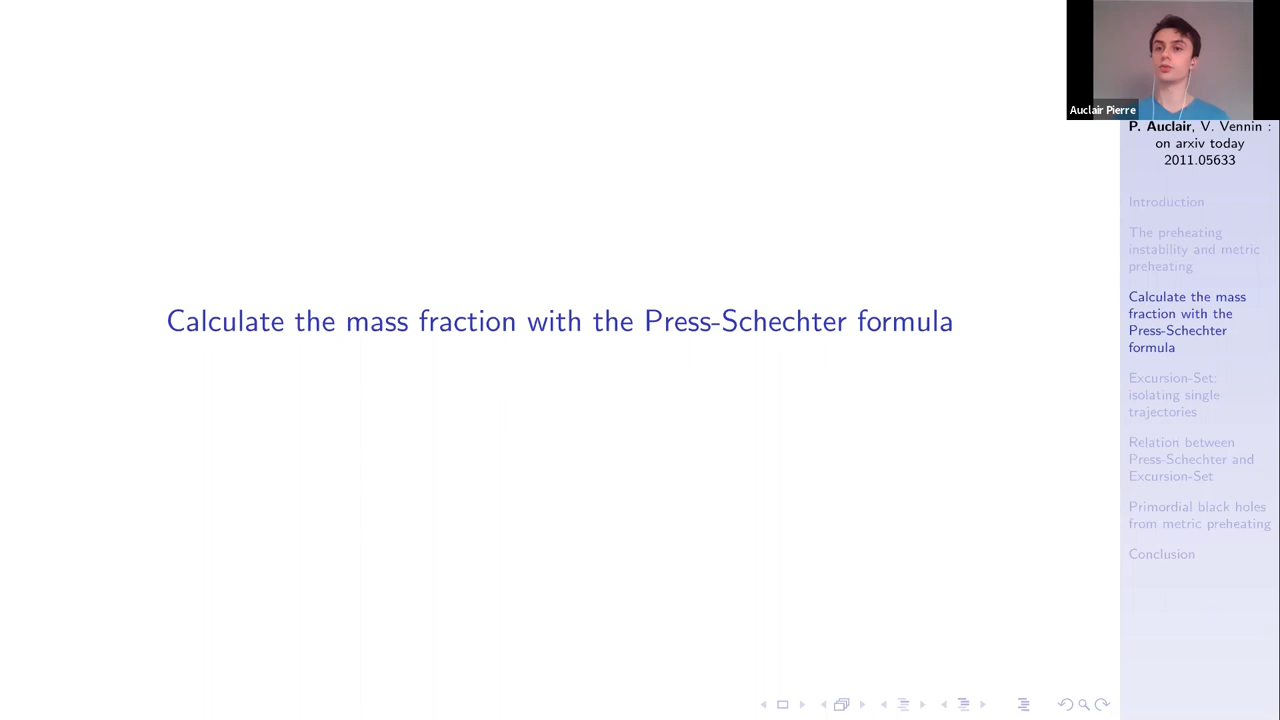 Calculate the mass fraction with the Press-Schechter formula
Auclair Pierre
P. Auclair, V. Vennin :
on arxiv today
2011.05633
Introduction
The preheating
instability and metric
preheating
Calculate the mass
fraction with the
Press-Schechter
formula
Excursion-Set:
isolating single
trajectories
Relation between
Press-Schechter and
Excursion-Set
Primordial black holes
from metric preheating
Conclusion